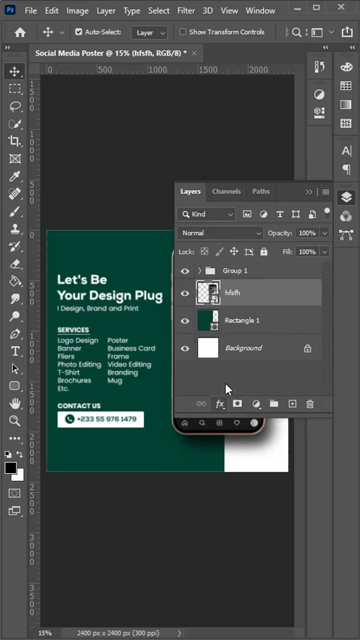 Ps File Edit Image Layer Type Select Filter 3D View Window
Auto-Select: Layer Show Transform Controls
Social Media Poster @ 15% (hfsfh, RGB/8) *
0 500 1000 1500 2000
Layers Channels Paths
Kind
Normal Opacity: 100%
Lock: Fill: 100%
Group 1
hfsfh
Rectangle 1
Background
Let's Be
Your Design Plug
I Design, Brand and Print
SERVICES
Logo Design Poster
Banner Business Card
Fliers Frame
Photo Editing Video Editing
T-Shirt Branding
Brochures Mug
Etc.
CONTACT US
+233 55 976 1479
15% 2400 px x 2400 px (300 ppi)